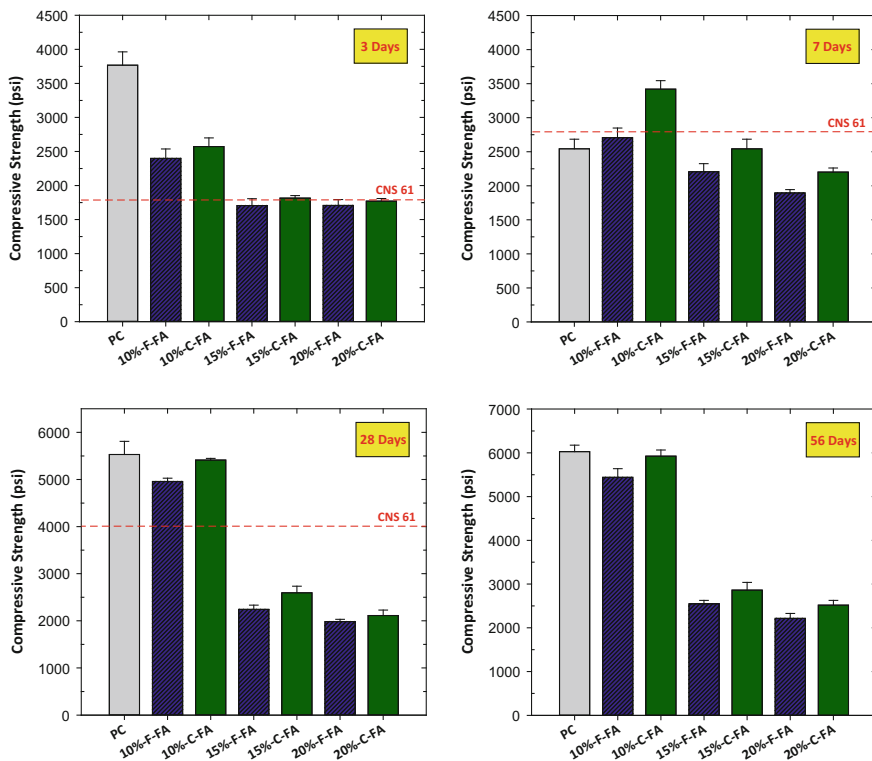 3 Days
Compressive Strength (psi)
4500
4000
3500
3000
2500
2000
1500
1000
500
0
CNS 61
PC
10%-F-FA
10%-C-FA
15%-F-FA
15%-C-FA
20%-F-FA
20%-C-FA
7 Days
Compressive Strength (psi)
4500
4000
3500
3000
2500
2000
1500
1000
500
0
CNS 61
PC
10%-F-FA
10%-C-FA
15%-F-FA
15%-C-FA
20%-F-FA
20%-C-FA
28 Days
Compressive Strength (psi)
6000
5000
4000
3000
2000
1000
0
CNS 61
PC
10%-F-FA
10%-C-FA
15%-F-FA
15%-C-FA
20%-F-FA
20%-C-FA
56 Days
Compressive Strength (psi)
7000
6000
5000
4000
3000
2000
1000
0
PC
10%-F-FA
10%-C-FA
15%-F-FA
15%-C-FA
20%-F-FA
20%-C-FA